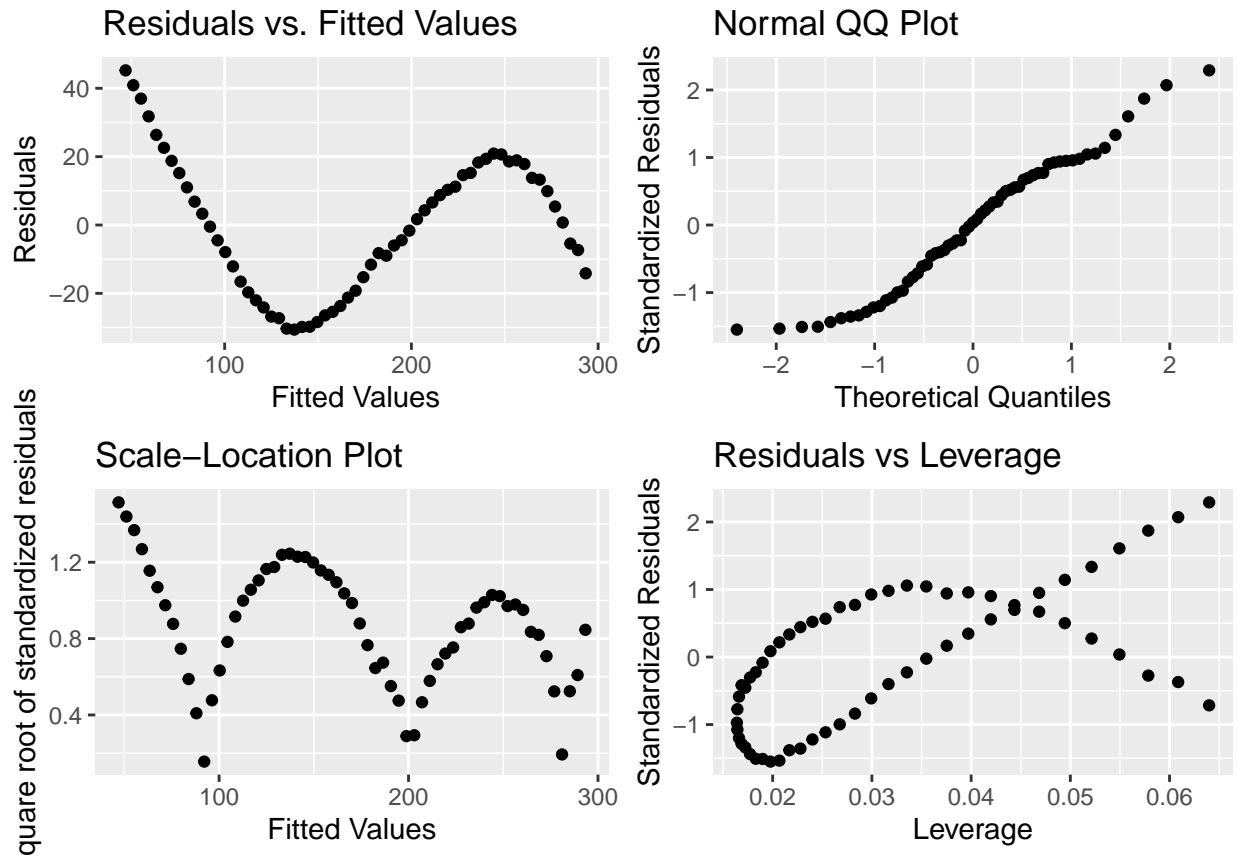 Residuals vs. Fitted Values
Residuals
40
20
0
−20
100
200
300
Fitted Values
Normal QQ Plot
Standardized Residuals
2
1
0
−1
−2
−1
0
1
2
Theoretical Quantiles
Scale−Location Plot
quare root of standardized residuals
1.2
0.8
0.4
100
200
300
Fitted Values
Residuals vs Leverage
Standardized Residuals
2
1
0
−1
0.02
0.03
0.04
0.05
0.06
Leverage